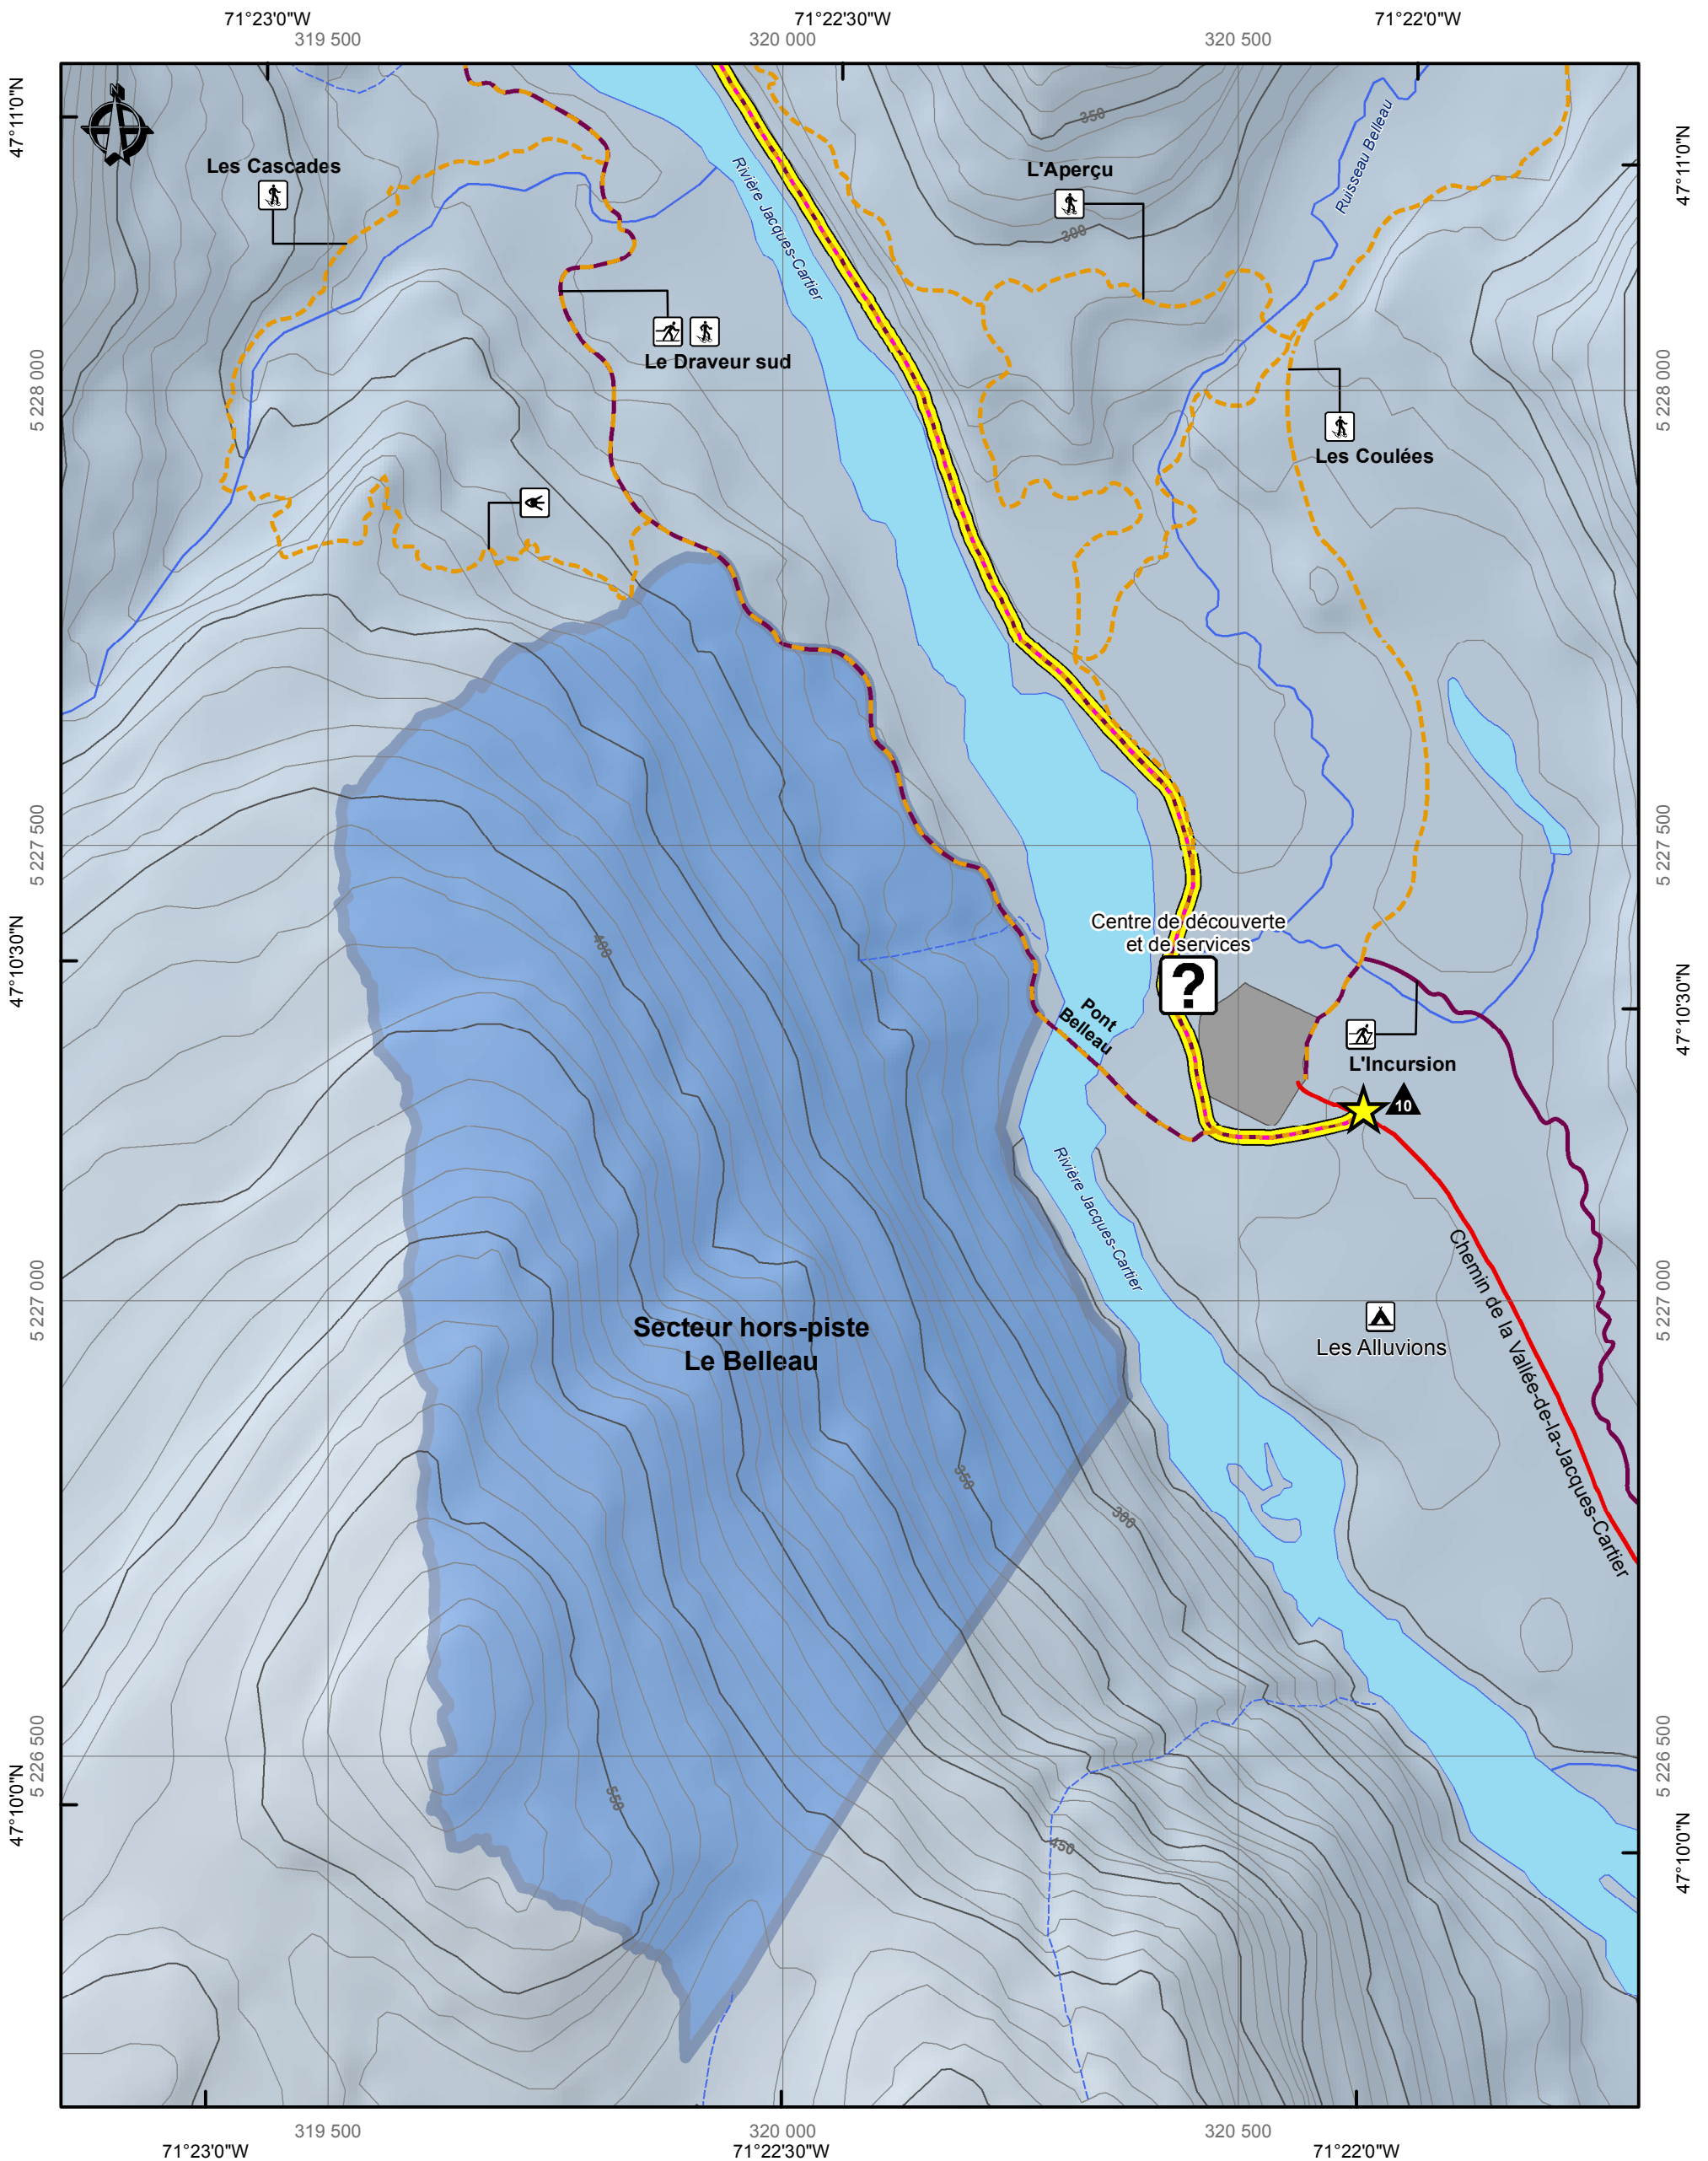 71°23'0"W
71°22'30"W
71°22'0"W
319 500
320 000
320 500
47°11'0"N
47°11'0"N
N
350
Les Cascades
L'Aperçu
Ruisseau Belleau
Rivière Jacques-Cartier
300
Le Draveur sud
5 228 000
5 228 000
Les Coulées
5 227 500
5 227 500
Centre de découverte
et de services
400
47°10'30"N
47°10'30"N
?
Pont
Belleau
L'Incursion
10
Rivière Jacques-Cartier
Chemin de la Vallée-de-la-Jacques-Cartier
5 227 000
5 227 000
Secteur hors-piste
Le Belleau
Les Alluvions
350
300
5 226 500
5 226 500
47°10'0"N
47°10'0"N
550
450
319 500
320 000
320 500
71°23'0"W
71°22'30"W
71°22'0"W